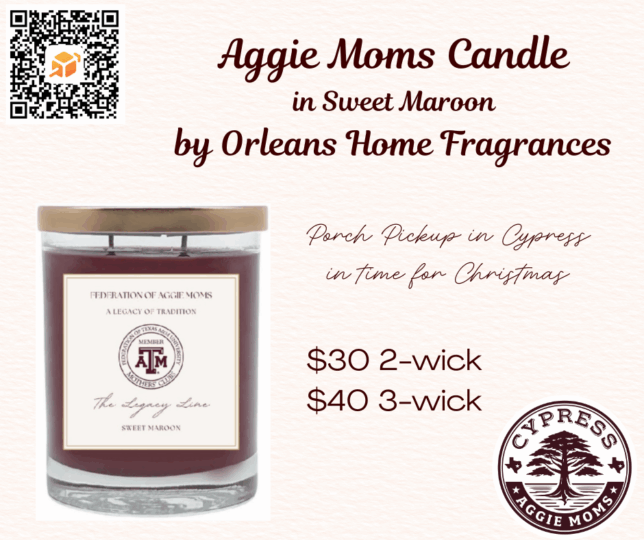 Aggie Moms Candle
in Sweet Maroon
by Orleans Home Fragrances
Porch Pickup in Cypress
in time for Christmas
FEDERATION OF AGGIE MOMS
A LEGACY OF TRADITION
FEDERATION OF TEXAS A&M UNIVERSITY
MEMBER
ATM
MOTHERS' CLUBS
The Legacy Line
SWEET MAROON
$30 2-wick
$40 3-wick
CYPRESS
AGGIE MOMS